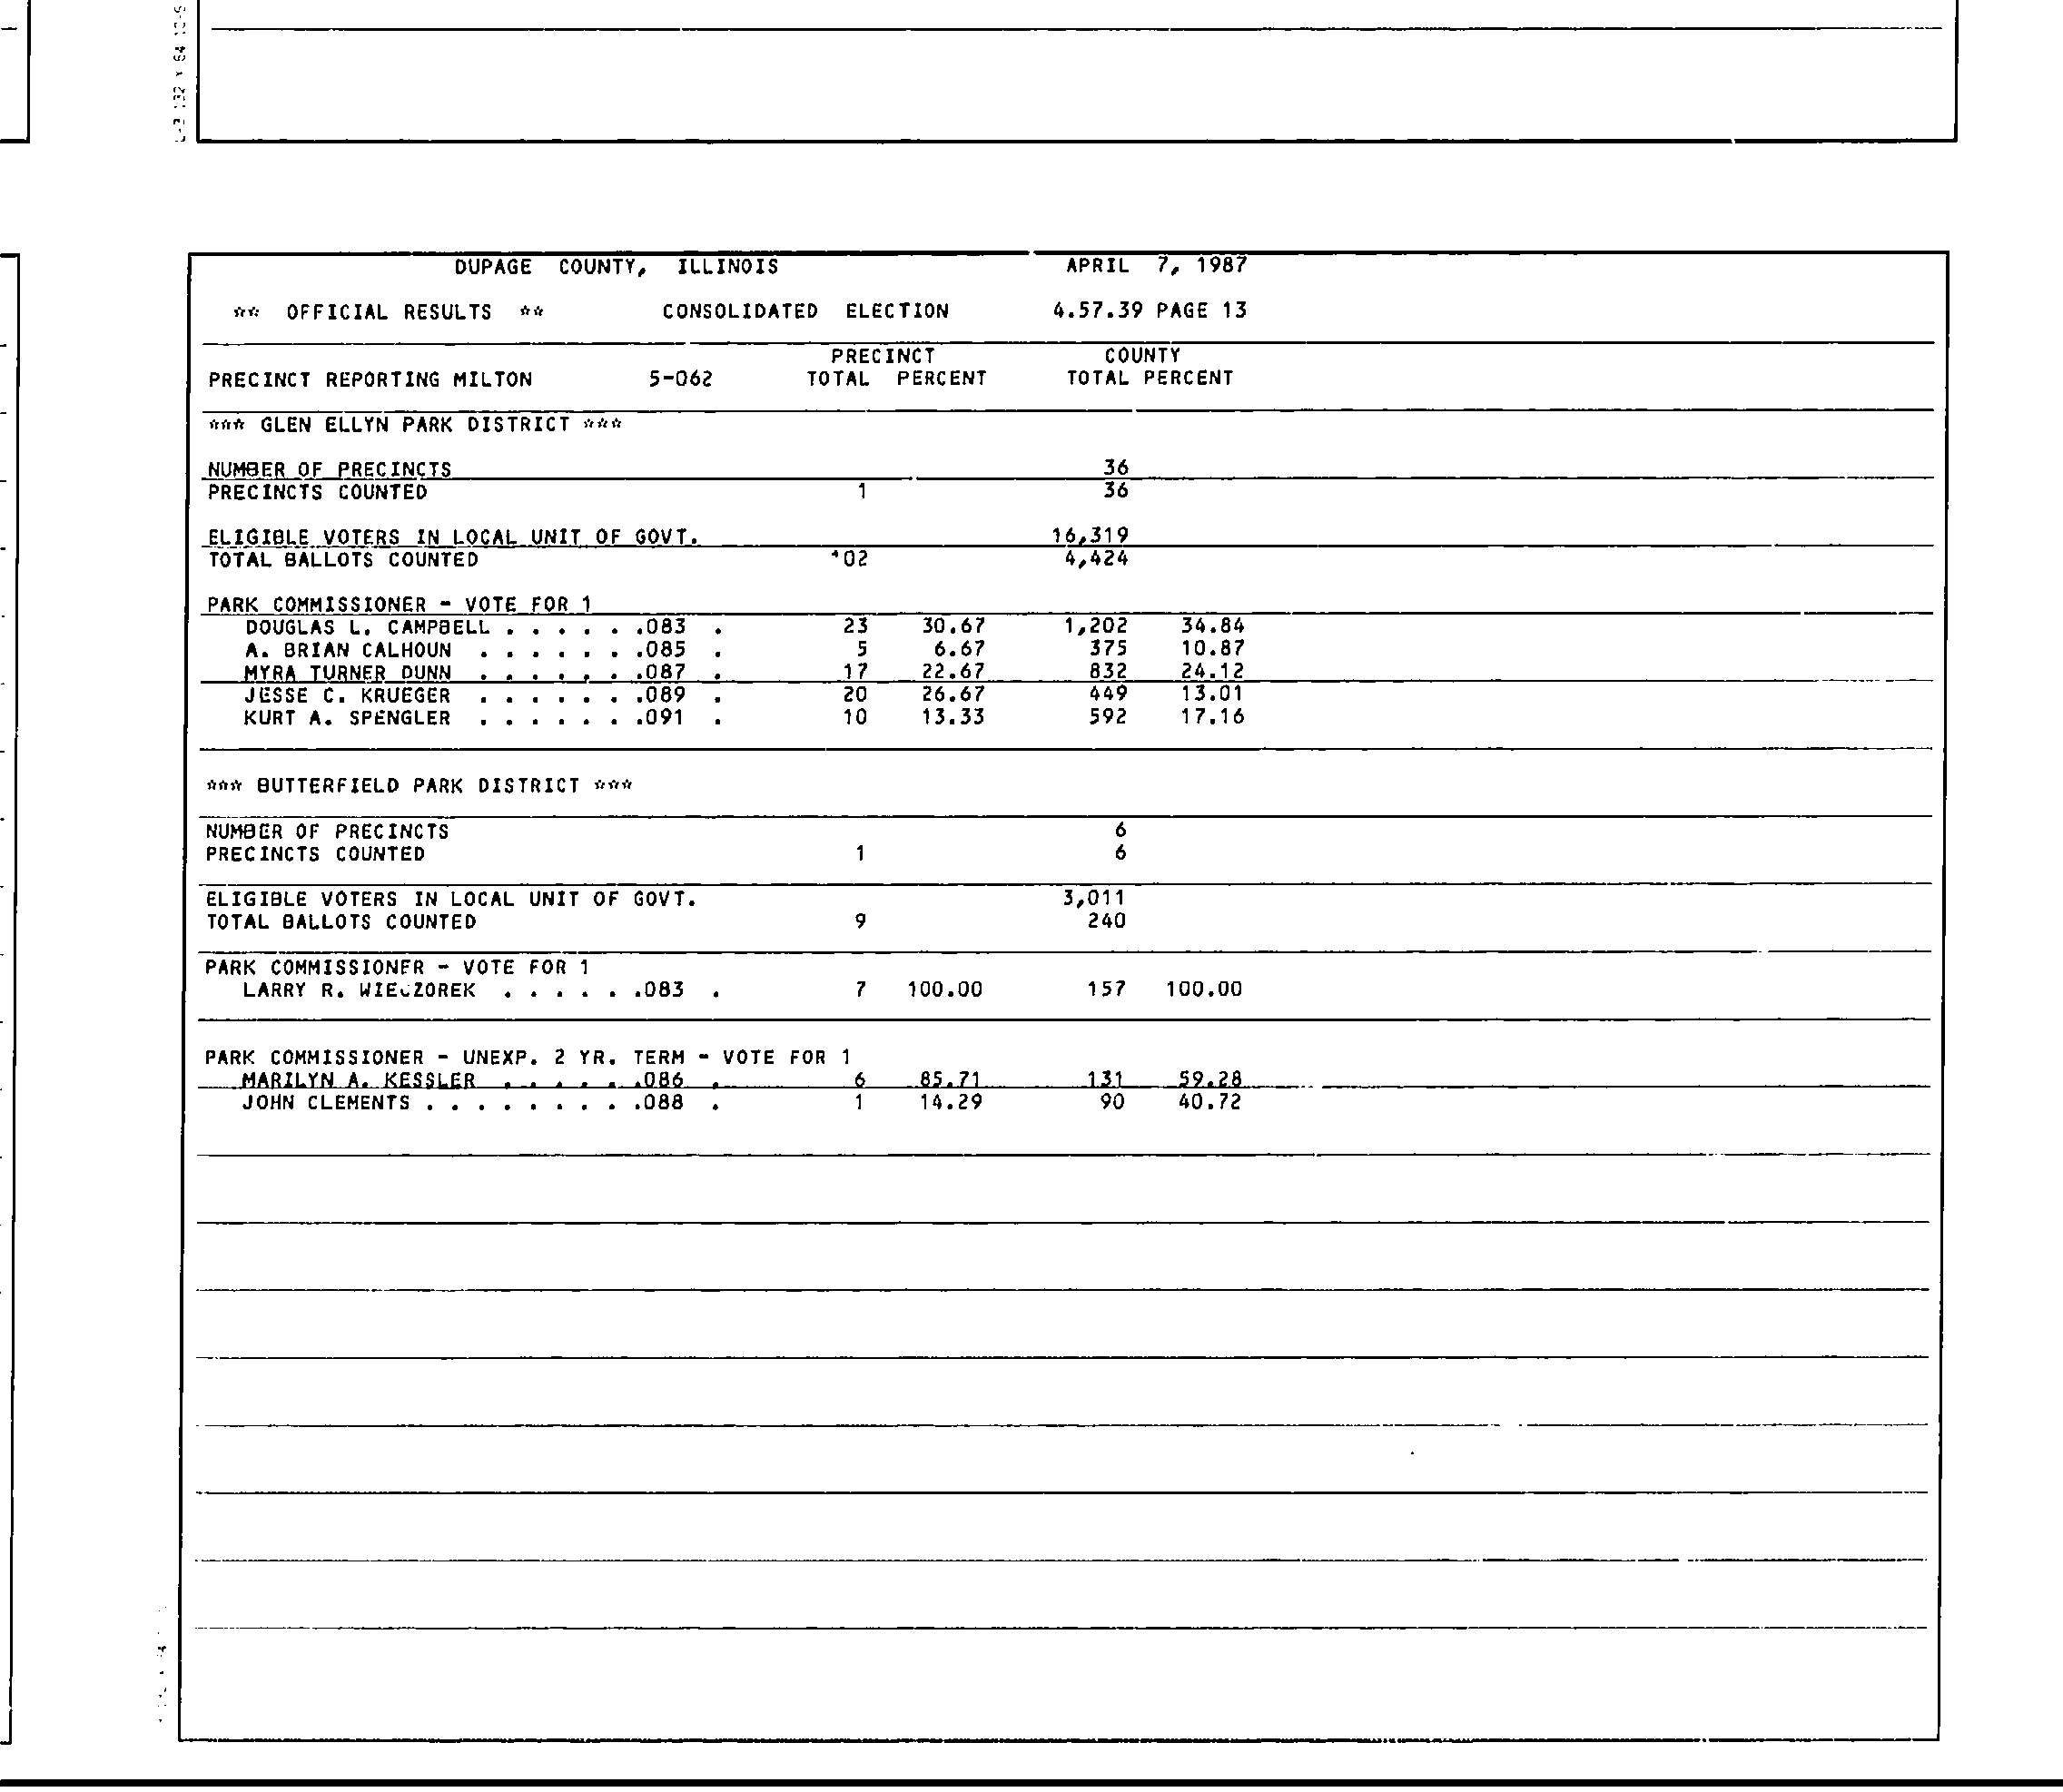 DUPAGE COUNTY, ILLINOIS APRIL 7, 1987
** OFFICIAL RESULTS ** CONSOLIDATED ELECTION 4.57.39 PAGE 13
PRECINCT COUNTY
PRECINCT REPORTING MILTON 5-062 TOTAL PERCENT TOTAL PERCENT
*** GLEN ELLYN PARK DISTRICT ***
NUMBER OF PRECINCTS 36
PRECINCTS COUNTED 1 36
ELIGIBLE VOTERS IN LOCAL UNIT OF GOVT. 16,319
TOTAL BALLOTS COUNTED 102 4,424
PARK COMMISSIONER - VOTE FOR 1
DOUGLAS L. CAMPBELL . . . . . .083 . 23 30.67 1,202 34.84
A. BRIAN CALHOUN . . . . . . .085 . 5 6.67 375 10.87
MYRA TURNER DUNN . . . . . . .087 . 17 22.67 832 24.12
JESSE C. KRUEGER . . . . . . .089 . 20 26.67 449 13.01
KURT A. SPENGLER . . . . . . .091 . 10 13.33 592 17.16
*** BUTTERFIELD PARK DISTRICT ***
NUMBER OF PRECINCTS 6
PRECINCTS COUNTED 1 6
ELIGIBLE VOTERS IN LOCAL UNIT OF GOVT. 3,011
TOTAL BALLOTS COUNTED 9 240
PARK COMMISSIONER - VOTE FOR 1
LARRY R. WIECZOREK . . . . . .083 . 7 100.00 157 100.00
PARK COMMISSIONER - UNEXP. 2 YR. TERM - VOTE FOR 1
MARILYN A. KESSLER . . . . . .086 . 6 85.71 131 59.28
JOHN CLEMENTS . . . . . . . . .088 . 1 14.29 90 40.72